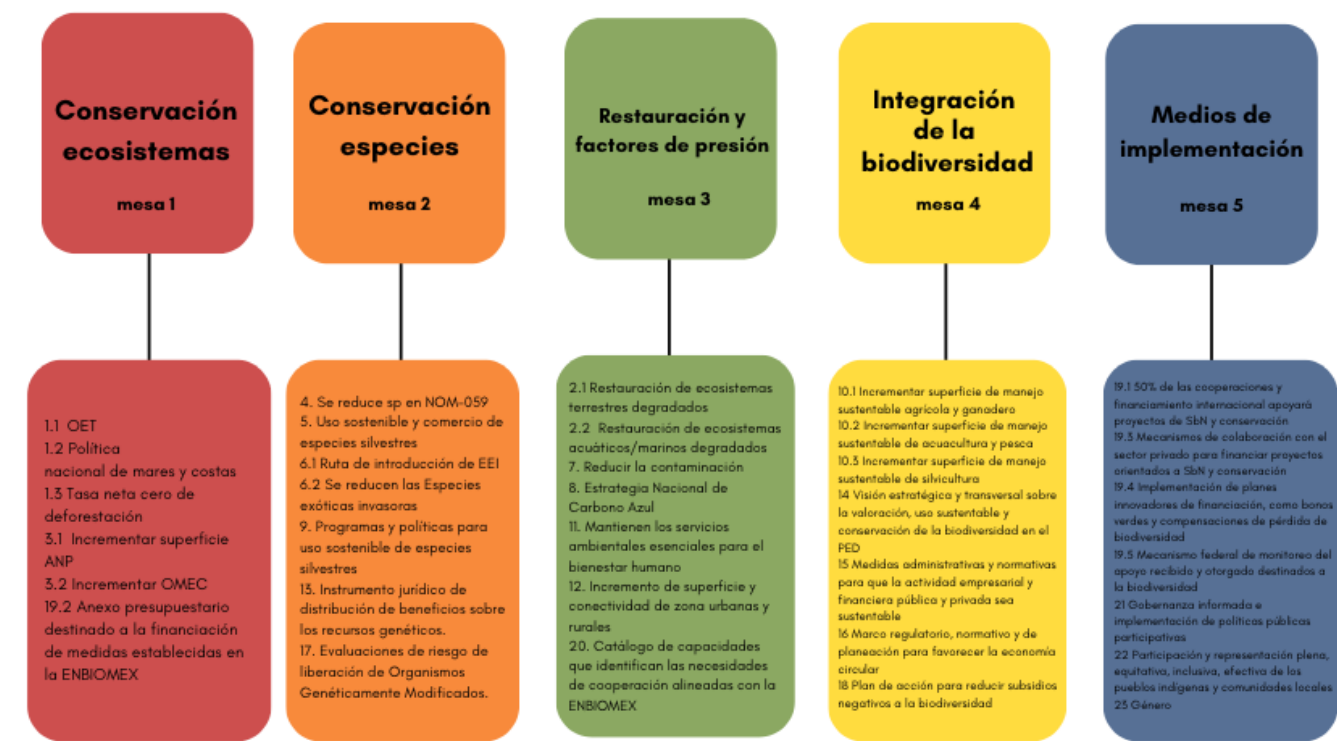 Conservación
ecosistemas
mesa 1
Conservación
especies
mesa 2
Restauración y
factores de presión
mesa 3
Integración
de la
biodiversidad
mesa 4
Medios de
implementación
mesa 5
1.1 OET
1.2 Política
nacional de mares y costas
1.3 Tasa neta cero de
deforestación
3.1 Incrementar superficie
ANP
3.2 Incrementar OMEC
19.2 Anexo presupuestario
destinado a la financiación
de medidas establecidas en
la ENBIOMEX
4. Se reduce sp en NOM-059
5. Uso sostenible y comercio de
especies silvestres
6.1 Ruta de introducción de EEI
6.2 Se reducen las Especies
exóticas invasoras
9. Programas y políticas para
uso sostenible de especies
silvestres
13. Instrumento jurídico de
distribución de beneficios sobre
los recursos genéticos.
17. Evaluaciones de riesgo de
liberación de Organismos
Genéticamente Modificados.
2.1 Restauración de ecosistemas
terrestres degradados
2.2 Restauración de ecosistemas
acuáticos/marinos degradados
7. Reducir la contaminación
8. Estrategia Nacional de
Carbono Azul
11. Mantienen los servicios
ambientales esenciales para el
bienestar humano
12. Incremento de superficie y
conectividad de zona urbanas y
rurales
20. Catálogo de capacidades
que identifican las necesidades
de cooperación alineadas con la
ENBIOMEX
10.1 Incrementar superficie de manejo
sustentable agrícola y ganadero
10.2 Incrementar superficie de manejo
sustentable de acuacultura y pesca
10.3 Incrementar superficie de manejo
sustentable de silvicultura
14 Visión estratégica y transversal sobre
la valoración, uso sustentable y
conservación de la biodiversidad en el
PED
15 Medidas administrativas y normativas
para que la actividad empresarial y
financiera pública y privada sea
sustentable
16 Marco regulatorio, normativo y de
planeación para favorecer la economía
circular
18 Plan de acción para reducir subsidios
negativos a la biodiversidad
19.1 50% de las cooperaciones y
financiamiento internacional apoyará
proyectos de SbN y conservación
19.3 Mecanismos de colaboración con el
sector privado para financiar proyectos
orientados a SbN y conservación
19.4 Implementación de planes
innovadores de financiación, como bonos
verdes y compensaciones de pérdida de
biodiversidad
19.5 Mecanismo federal de monitoreo del
apoyo recibido y otorgado destinados a
la biodiversidad
21 Gobernanza informada e
implementación de políticas públicas
participativas
22 Participación y representación plena,
equitativa, inclusiva, efectiva de los
pueblos indígenas y comunidades locales
23 Género